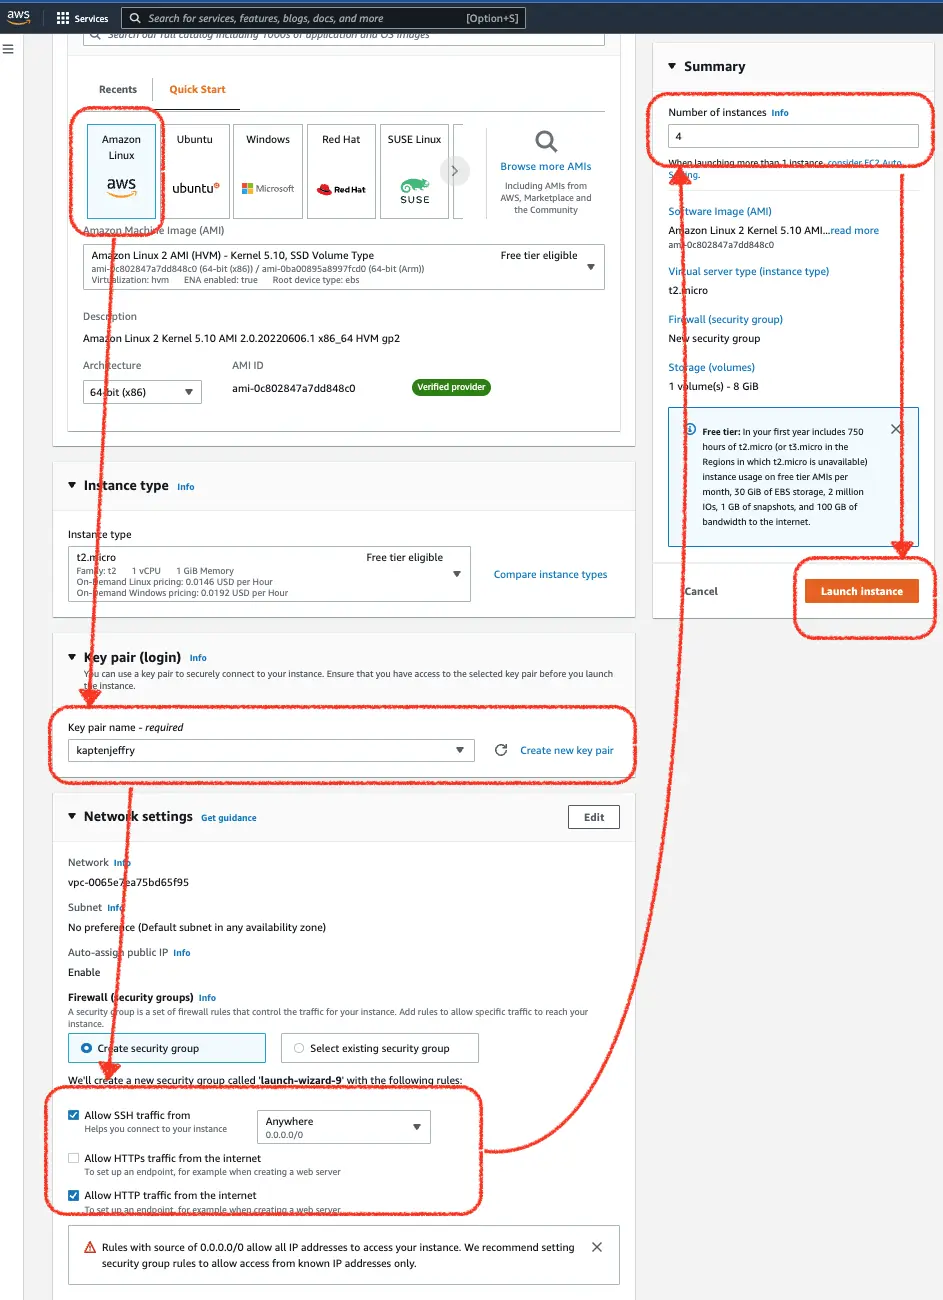 aws
Services
Search for services, features, blogs, docs, and more
[Option+S]
Search our full catalog including 1000s of application and OS images
Recents
Quick Start
Amazon
Linux
aws
Ubuntu
ubuntu
Windows
Microsoft
Red Hat
Red Hat
SUSE Linux
SUSE
Browse more AMIs
Including AMIs from
AWS, Marketplace and
the Community
Amazon Machine Image (AMI)
Amazon Linux 2 AMI (HVM) - Kernel 5.10, SSD Volume Type
Free tier eligible
ami-0c802847a7dd848c0 (64-bit (x86)) / ami-0ba00895a8997fcd0 (64-bit (Arm))
Virtualization: hvm ENA enabled: true Root device type: ebs
Description
Amazon Linux 2 Kernel 5.10 AMI 2.0.20220606.1 x86_64 HVM gp2
Architecture
AMI ID
64-bit (x86)
ami-0c802847a7dd848c0
Verified provider
Instance type Info
Instance type
t2.micro
Free tier eligible
Family: t2 1 vCPU 1 GiB Memory
On-Demand Linux pricing: 0.0146 USD per Hour
On-Demand Windows pricing: 0.0192 USD per Hour
Compare instance types
Key pair (login) Info
You can use a key pair to securely connect to your instance. Ensure that you have access to the selected key pair before you launch
the instance.
Key pair name - required
kaptenjeffry
Create new key pair
Network settings Get guidance
Edit
Network Info
vpc-0065e7ea75bd65f95
Subnet Info
No preference (Default subnet in any availability zone)
Auto-assign public IP Info
Enable
Firewall (security groups) Info
A security group is a set of firewall rules that control the traffic for your instance. Add rules to allow specific traffic to reach your
instance.
Create security group
Select existing security group
We'll create a new security group called 'launch-wizard-9' with the following rules:
Allow SSH traffic from
Helps you connect to your instance
Anywhere
0.0.0.0/0
Allow HTTPs traffic from the internet
To set up an endpoint, for example when creating a web server
Allow HTTP traffic from the internet
To set up an endpoint, for example when creating a web server
Rules with source of 0.0.0.0/0 allow all IP addresses to access your instance. We recommend setting
security group rules to allow access from known IP addresses only.
Summary
Number of instances Info
4
When launching more than 1 instance, consider EC2 Auto
Scaling.
Software Image (AMI)
Amazon Linux 2 Kernel 5.10 AMI...read more
ami-0c802847a7dd848c0
Virtual server type (instance type)
t2.micro
Firewall (security group)
New security group
Storage (volumes)
1 volume(s) - 8 GiB
Free tier: In your first year includes 750
hours of t2.micro (or t3.micro in the
Regions in which t2.micro is unavailable)
instance usage on free tier AMIs per
month, 30 GiB of EBS storage, 2 million
IOs, 1 GB of snapshots, and 100 GB of
bandwidth to the internet.
Cancel
Launch instance